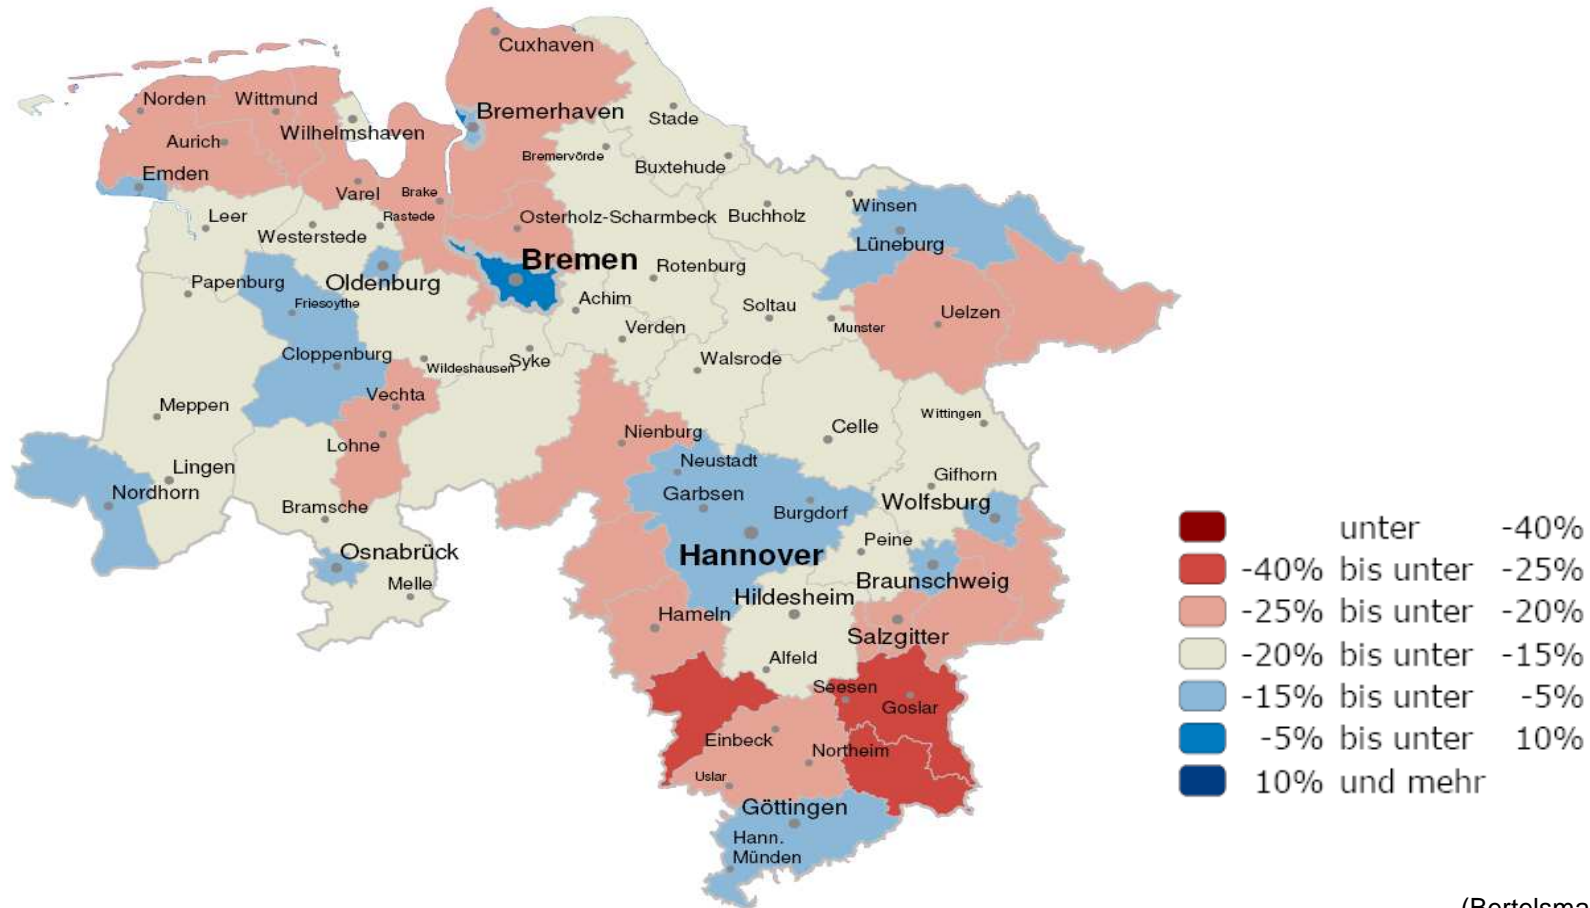 Cuxhaven
Norden
Wittmund
Bremerhaven
Wilhelmshaven
Stade
Aurich
Bremervörde
Buxtehude
Emden
Varel
Brake
Winsen
Leer
Rastede
Osterholz-Scharmbeck
Buchholz
Westerstede
Lüneburg
Bremen
Rotenburg
Papenburg
Oldenburg
Friesoythe
Achim
Soltau
Uelzen
Verden
Munster
Cloppenburg
Wildeshausen
Syke
Walsrode
Vechta
Meppen
Wittingen
Lohne
Nienburg
Celle
Neustadt
Lingen
Gifhorn
Nordhorn
Garbsen
Wolfsburg
Bramsche
Burgdorf
Peine
Osnabrück
Hannover
Melle
Braunschweig
Hildesheim
Hameln
Salzgitter
Alfeld
Seesen
Goslar
Einbeck
Northeim
Uslar
Göttingen
Hann.
Münden
unter -40%
-40% bis unter -25%
-25% bis unter -20%
-20% bis unter -15%
-15% bis unter -5%
-5% bis unter 10%
10% und mehr
(Bertelsma